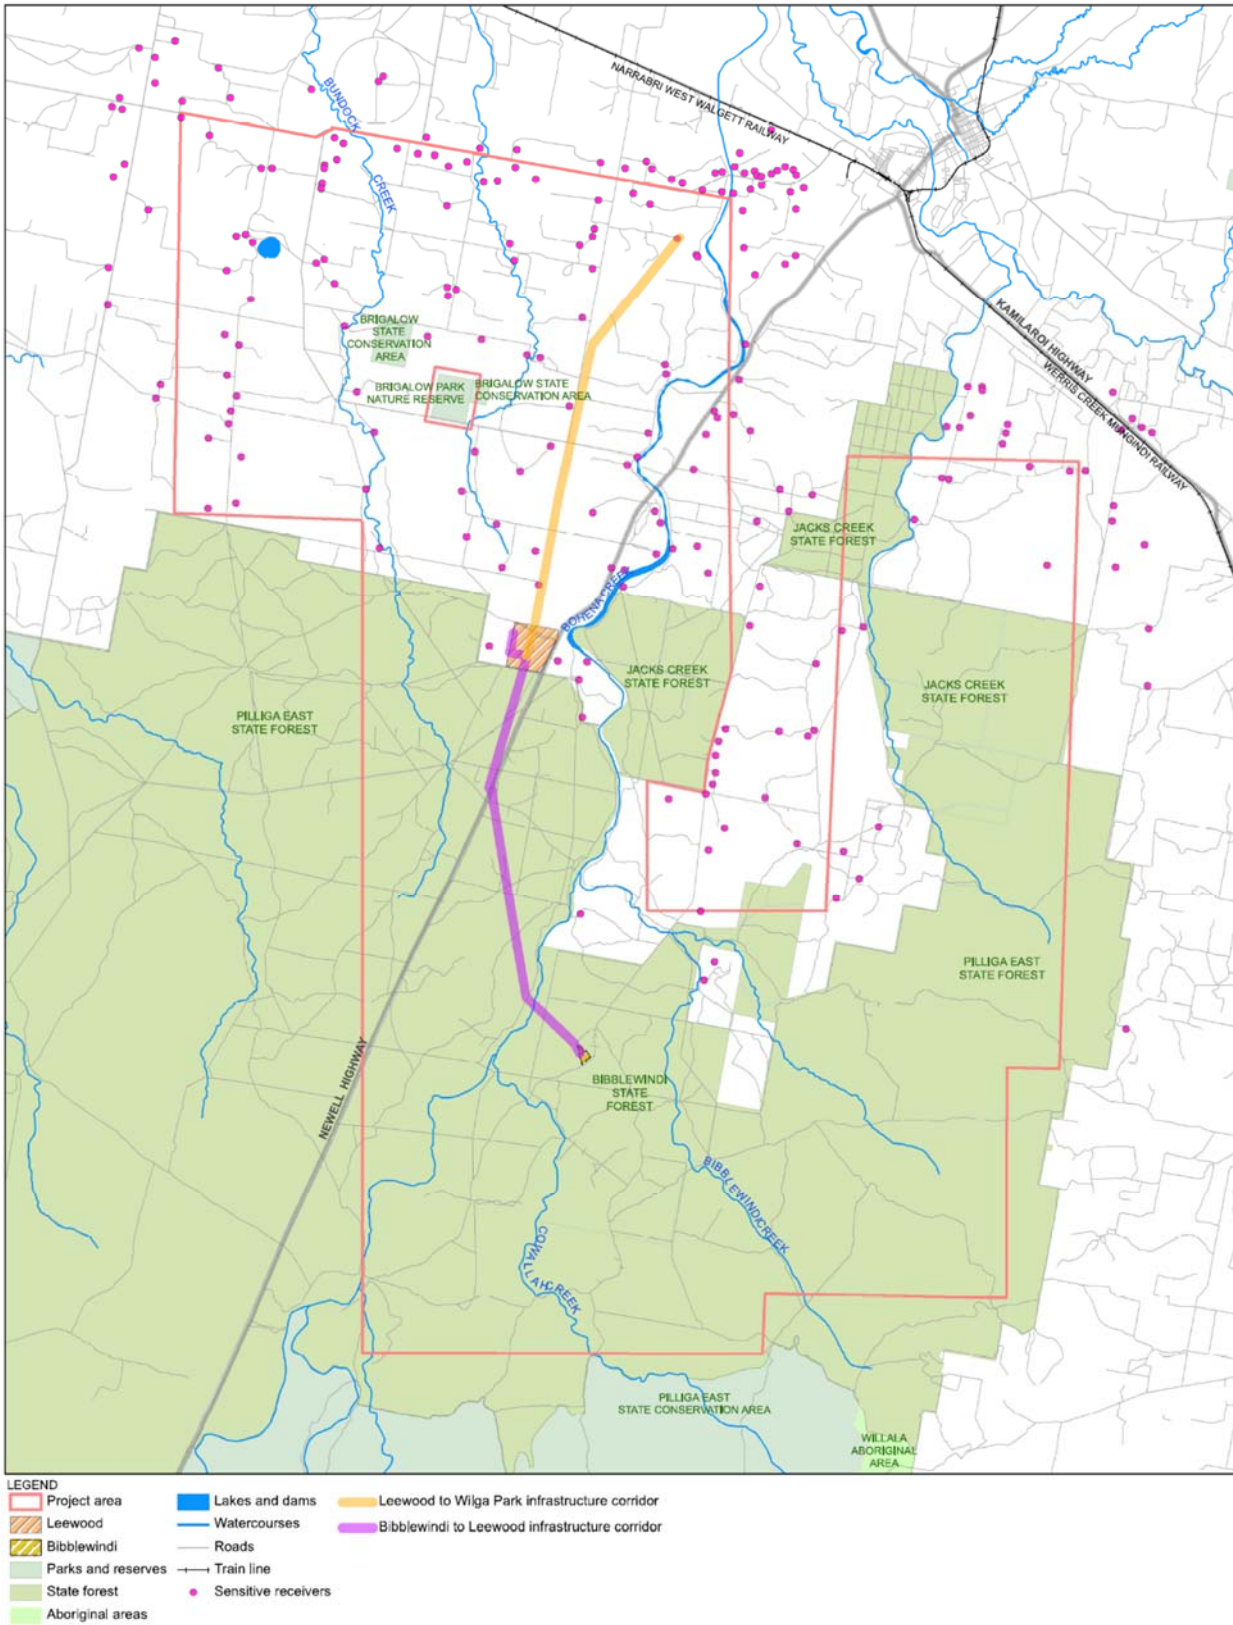 NARRABRI WEST WALGETT RAILWAY
BUNDOCK
CREEK
KAMILAROI HIGHWAY
WERRIS CREEK MUNGINDI RAILWAY
BRIGALOW
STATE
CONSERVATION
AREA
BRIGALOW PARK
NATURE RESERVE
BRIGALOW STATE
CONSERVATION AREA
JACKS CREEK
STATE FOREST
BOHENA CREEK
JACKS CREEK
STATE FOREST
JACKS CREEK
STATE FOREST
PILLIGA EAST
STATE FOREST
PILLIGA EAST
STATE FOREST
NEWELL HIGHWAY
BIBBLEWINDI
STATE
FOREST
BIBBLEWINDI CREEK
COWALLAH
CREEK
PILLIGA EAST
STATE CONSERVATION AREA
WILLALA
ABORIGINAL
AREA
LEGEND
Project area
Leewood
Bibblewindi
Parks and reserves
State forest
Aboriginal areas
Lakes and dams
Watercourses
Roads
Train line
Sensitive receivers
Leewood to Wilga Park infrastructure corridor
Bibblewindi to Leewood infrastructure corridor